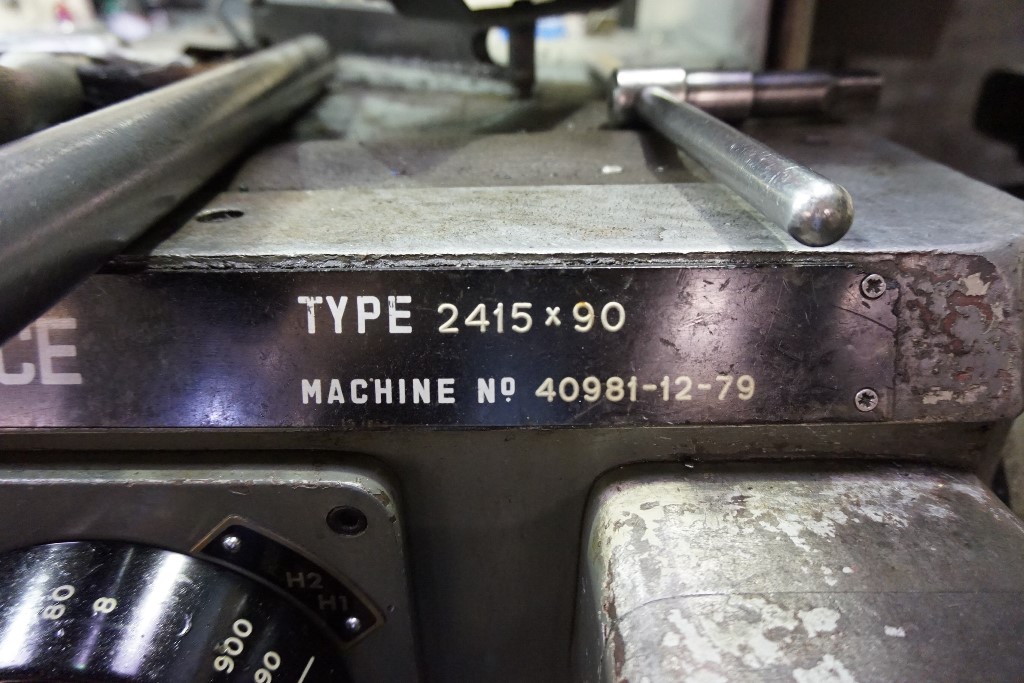 CE
TYPE 2415×90
MACHINE Nº 40981-12-79
H2
H1
80
8
900
90